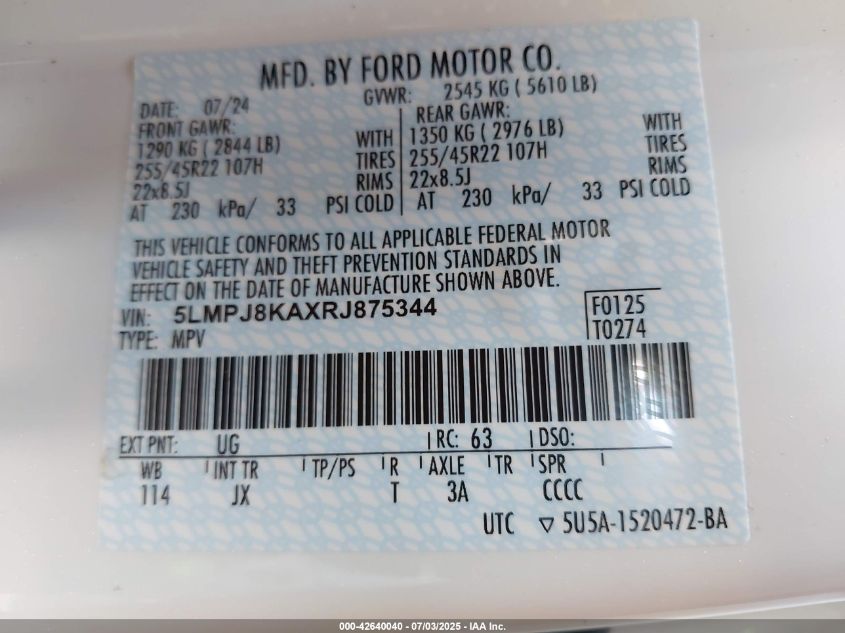 MFD. BY FORD MOTOR CO.
DATE: 07/24 GVWR: 2545 KG ( 5610 LB)
FRONT GAWR: REAR GAWR:
1290 KG ( 2844 LB) WITH 1350 KG ( 2976 LB) WITH
255/45R22 107H TIRES 255/45R22 107H TIRES
22x8.5J RIMS 22x8.5J RIMS
AT 230 kPa/ 33 PSI COLD AT 230 kPa/ 33 PSI COLD
THIS VEHICLE CONFORMS TO ALL APPLICABLE FEDERAL MOTOR
VEHICLE SAFETY AND THEFT PREVENTION STANDARDS IN
EFFECT ON THE DATE OF MANUFACTURE SHOWN ABOVE.
VIN: 5LMPJ8KAXRJ875344 F0125
TYPE: MPV T0274
EXT PNT: UG RC: 63 DSO:
WB INT TR TP/PS R AXLE TR SPR
114 JX T 3A CCCC
UTC ▽ 5U5A-1520472-BA
000-42640040 - 07/03/2025 - IAA Inc.